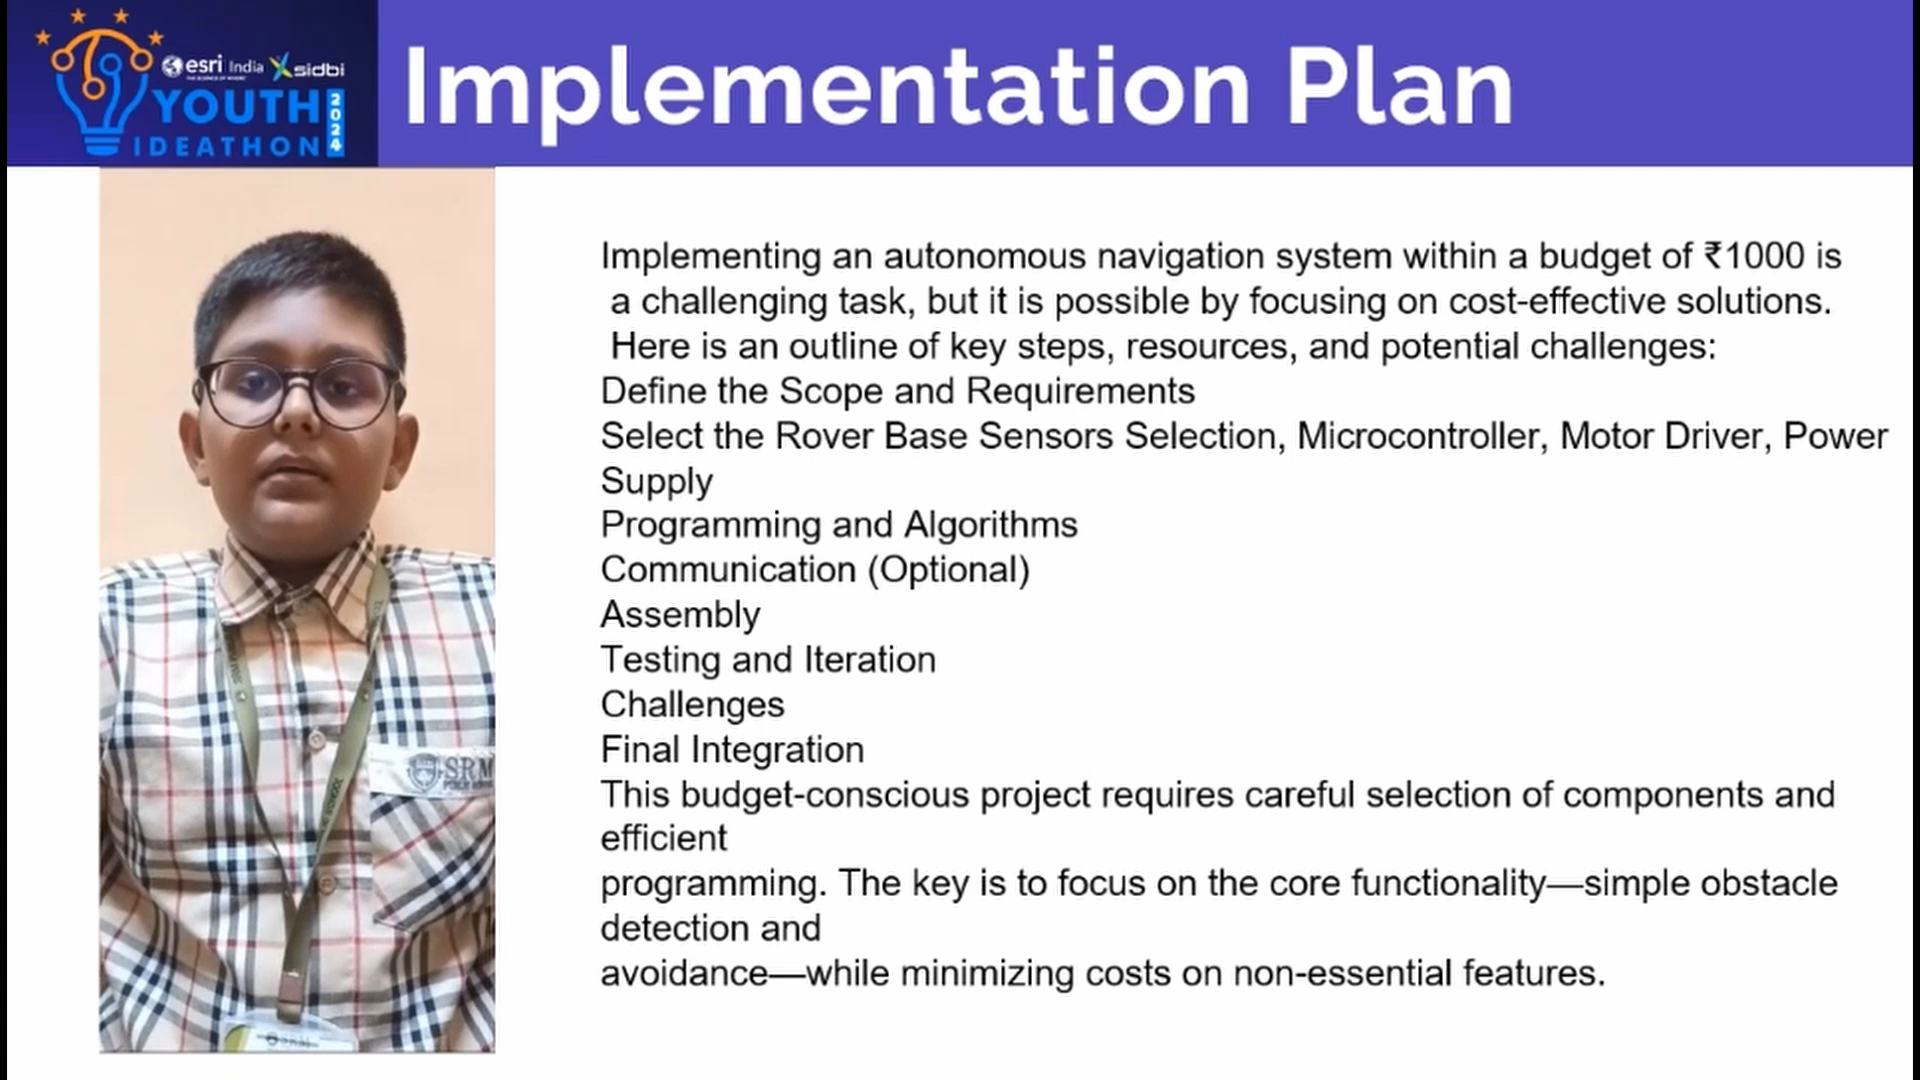 esri India
THE SCIENCE OF WHERE
sidbi
YOUTH
2024
IDEATHON
Implementation Plan
Implementing an autonomous navigation system within a budget of ₹1000 is
a challenging task, but it is possible by focusing on cost-effective solutions.
Here is an outline of key steps, resources, and potential challenges:
Define the Scope and Requirements
Select the Rover Base Sensors Selection, Microcontroller, Motor Driver, Power
Supply
Programming and Algorithms
Communication (Optional)
Assembly
Testing and Iteration
Challenges
Final Integration
This budget-conscious project requires careful selection of components and
efficient
programming. The key is to focus on the core functionality—simple obstacle
detection and
avoidance—while minimizing costs on non-essential features.
SRM
SRM